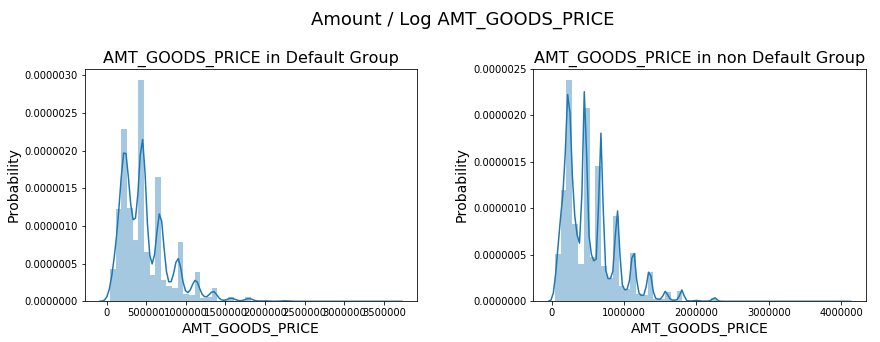 Amount / Log AMT_GOODS_PRICE
AMT_GOODS_PRICE in Default Group
0.0000030
0.0000025
0.0000020
0.0000015
0.0000010
0.0000005
0.0000000
Probability
0 500000 1000000 1500000 2000000 2500000 3000000 3500000
AMT_GOODS_PRICE
AMT_GOODS_PRICE in non Default Group
0.0000025
0.0000020
0.0000015
0.0000010
0.0000005
0.0000000
Probability
0 1000000 2000000 3000000 4000000
AMT_GOODS_PRICE